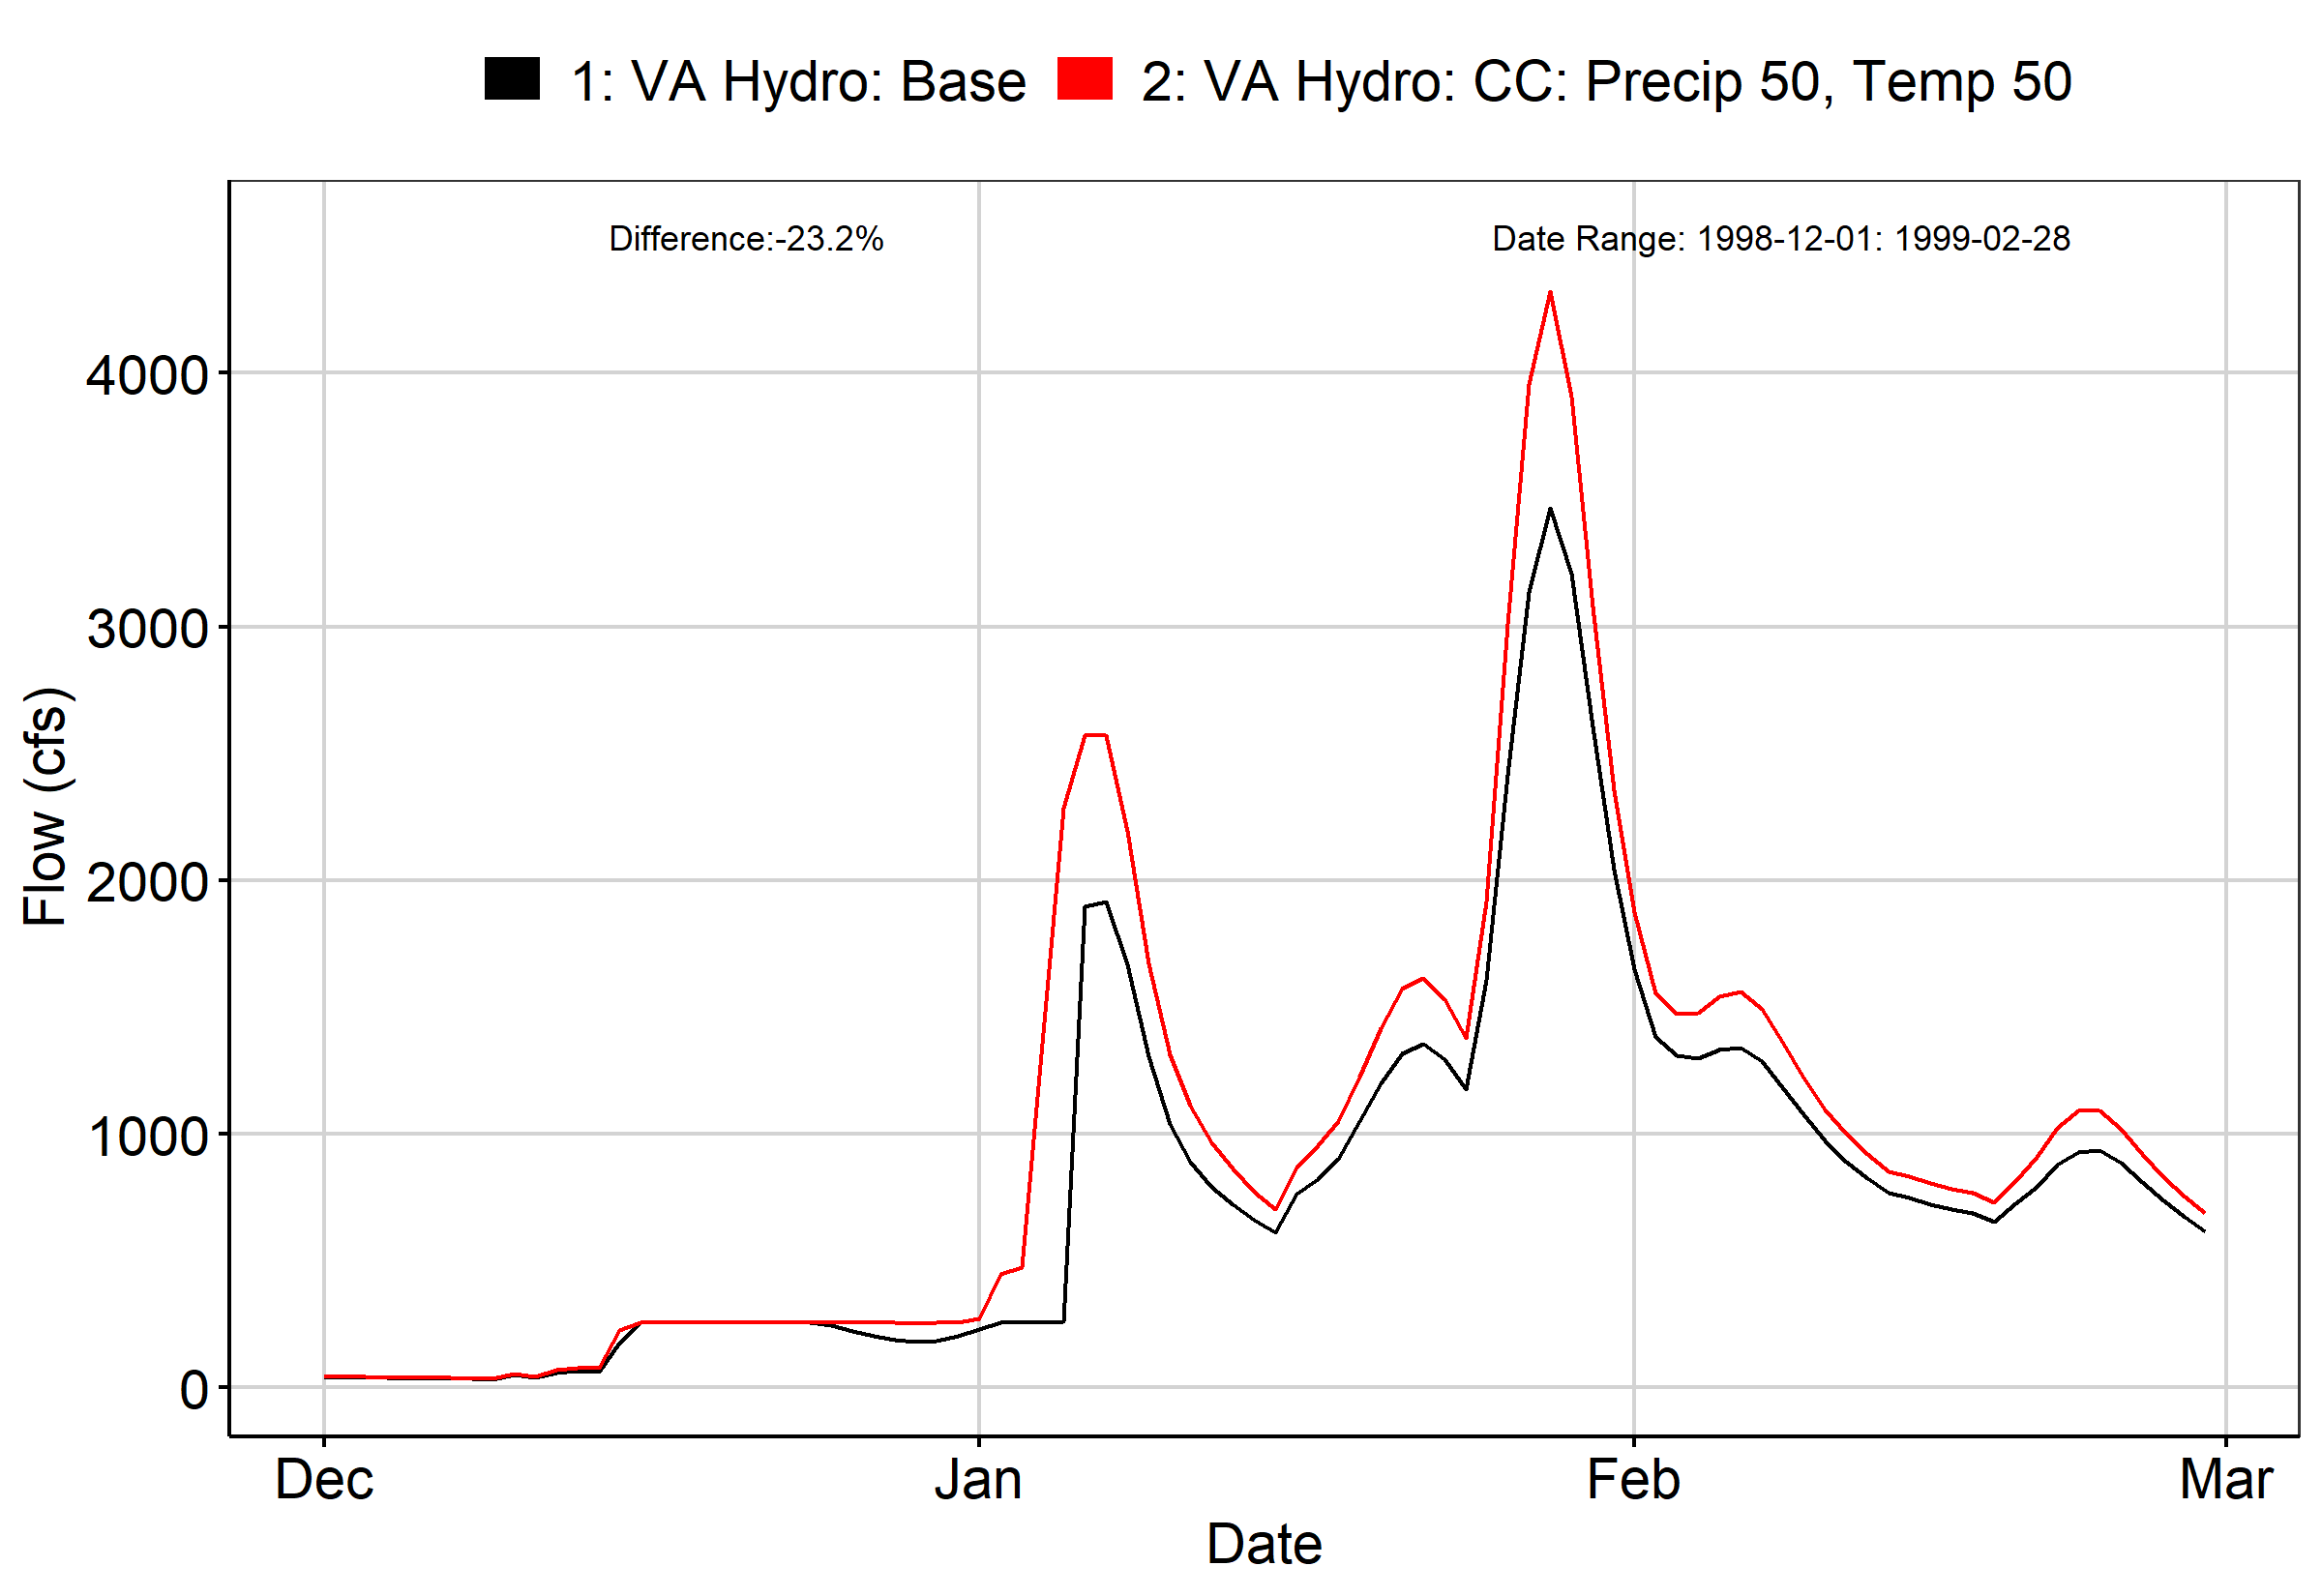 1: VA Hydro: Base 2: VA Hydro: CC: Precip 50, Temp 50
Difference:-23.2%
Date Range: 1998-12-01: 1999-02-28
4000
3000
2000
1000
0
Flow (cfs)
Dec Jan Feb Mar
Date